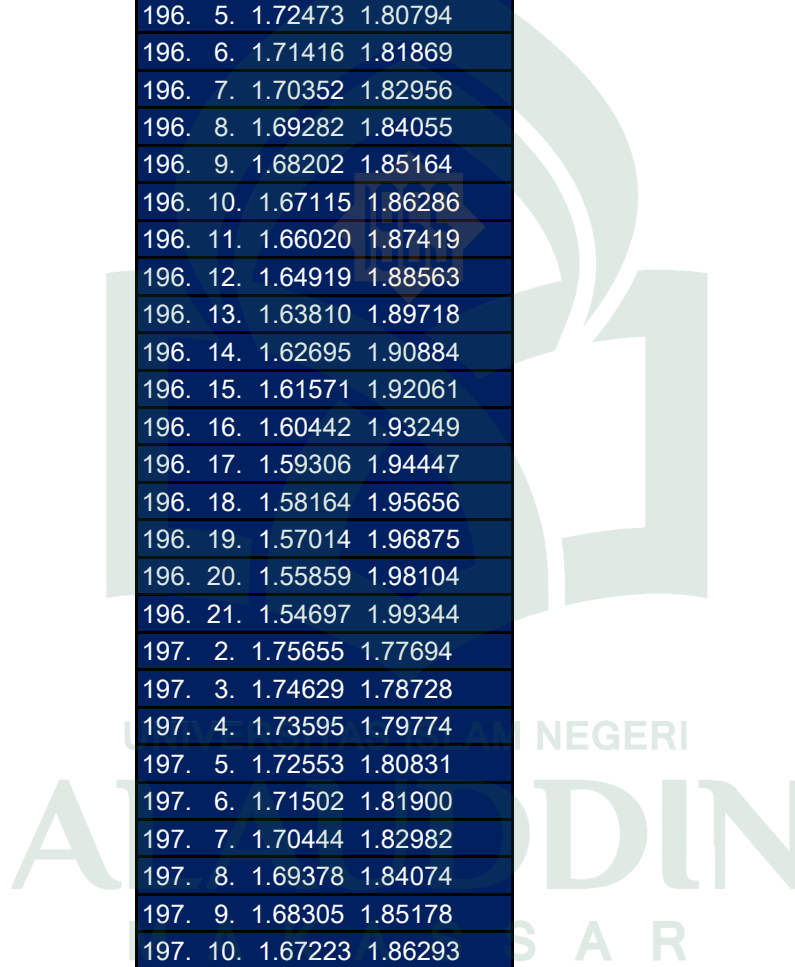 196. 5. 1.72473 1.80794
196. 6. 1.71416 1.81869
196. 7. 1.70352 1.82956
196. 8. 1.69282 1.84055
196. 9. 1.68202 1.85164
196. 10. 1.67115 1.86286
196. 11. 1.66020 1.87419
196. 12. 1.64919 1.88563
196. 13. 1.63810 1.89718
196. 14. 1.62695 1.90884
196. 15. 1.61571 1.92061
196. 16. 1.60442 1.93249
196. 17. 1.59306 1.94447
196. 18. 1.58164 1.95656
196. 19. 1.57014 1.96875
196. 20. 1.55859 1.98104
196. 21. 1.54697 1.99344
197. 2. 1.75655 1.77694
197. 3. 1.74629 1.78728
197. 4. 1.73595 1.79774
UNIVERSITAS ISLAM NEGERI
197. 5. 1.72553 1.80831
197. 6. 1.71502 1.81900
197. 7. 1.70444 1.82982
ALAUDDIN
197. 8. 1.69378 1.84074
197. 9. 1.68305 1.85178
MAKASSAR
197. 10. 1.67223 1.86293